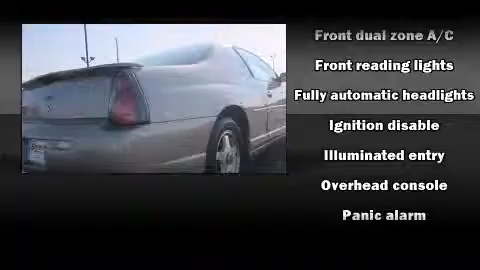 Front dual zone A/C
Front reading lights
Fully automatic headlights
Ignition disable
Illuminated entry
Overhead console
Panic alarm